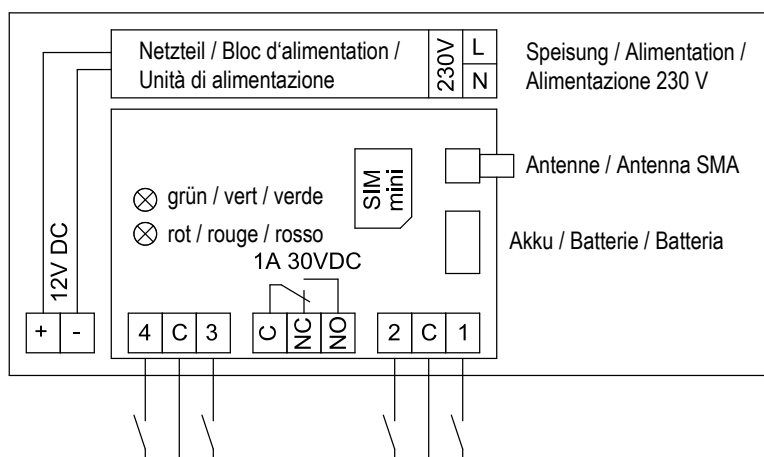 Netzteil / Bloc d‘alimentation /
Unità di alimentazione
230V
L
N
Speisung / Alimentation /
Alimentazione 230 V
SIM
mini
Antenne / Antenna SMA
grün / vert / verde
rot / rouge / rosso
Akku / Batterie / Batteria
1A 30VDC
12V DC
+ -
4 C 3
C NC NO
2 C 1